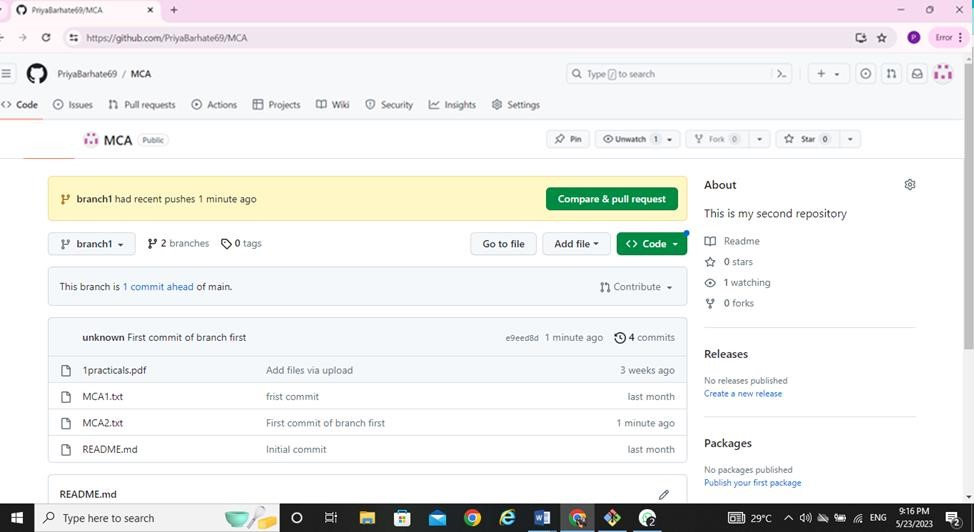 PriyaBarhate69/MCA
https://github.com/PriyaBarhate69/MCA
P
Error
PriyaBarhate69 / MCA
Type / to search
Code
Issues
Pull requests
Actions
Projects
Wiki
Security
Insights
Settings
MCA Public
Pin
Unwatch 1
Fork 0
Star 0
branch1 had recent pushes 1 minute ago
Compare & pull request
About
This is my second repository
branch1
2 branches
0 tags
Go to file
Add file
Code
Readme
0 stars
1 watching
0 forks
This branch is 1 commit ahead of main.
Contribute
unknown First commit of branch first
e9eed8d 1 minute ago
4 commits
1practicals.pdf Add files via upload 3 weeks ago
MCA1.txt frist commit last month
MCA2.txt First commit of branch first 1 minute ago
README.md Initial commit last month
Releases
No releases published
Create a new release
Packages
No packages published
Publish your first package
README.md
Type here to search
29°C
ENG
9:16 PM
5/23/2023
2